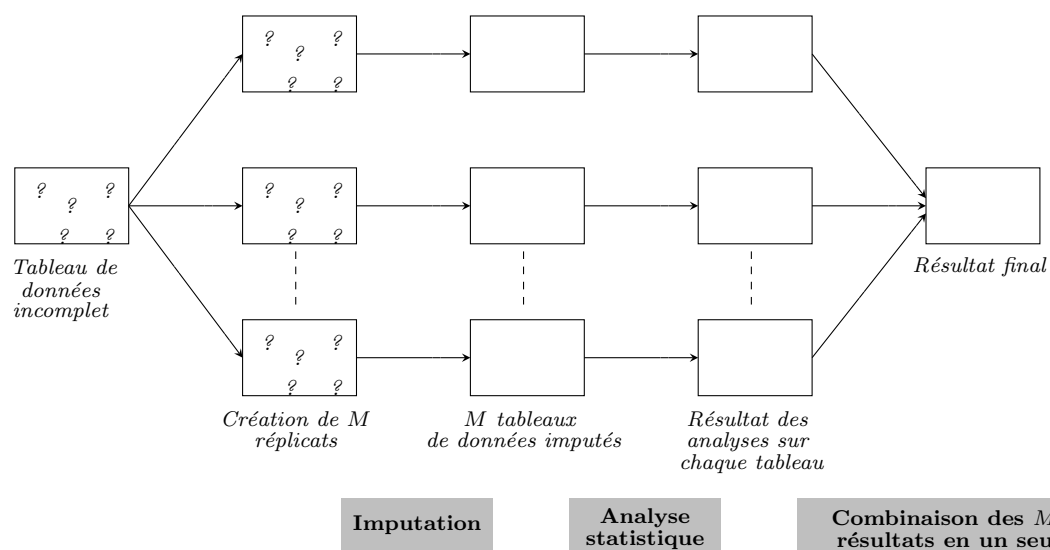 ? ?
?
? ?
? ?
?
? ?
? ?
?
? ?
? ?
?
? ?
Tableau de
données
incomplet
Résultat final
Création de M
réplicats
M tableaux
de données imputés
Résultat des
analyses sur
chaque tableau
Imputation
Analyse
statistique
Combinaison des M
résultats en un seu